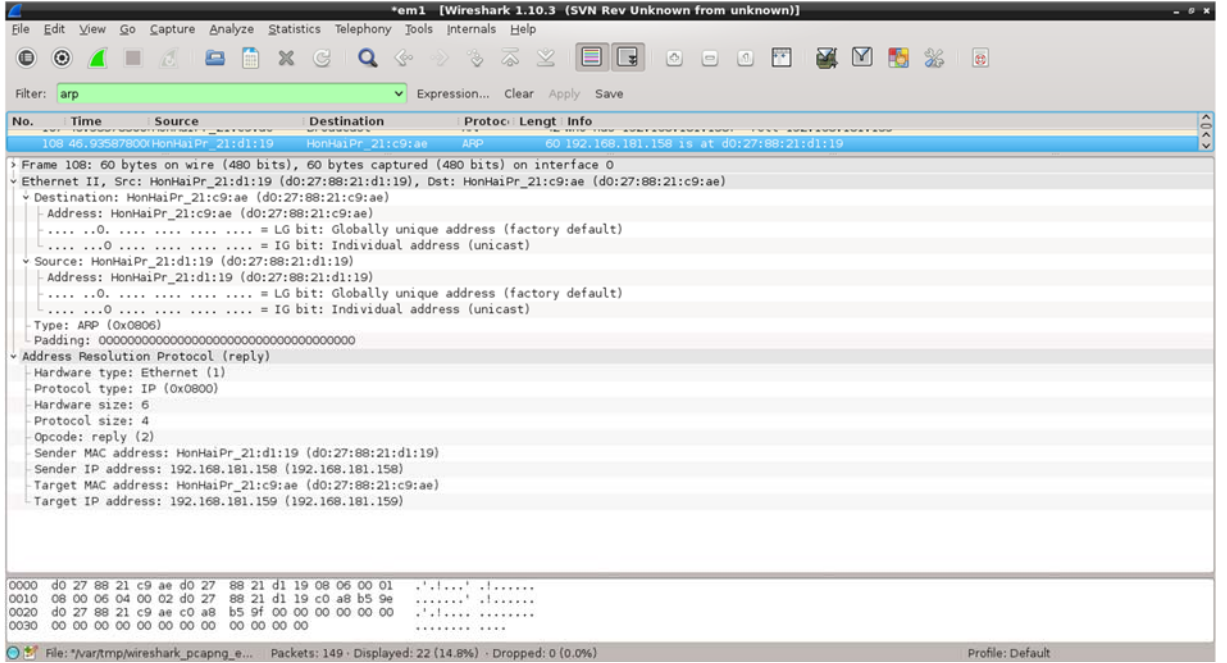 *em1 [Wireshark 1.10.3 (SVN Rev Unknown from unknown)]
File Edit View Go Capture Analyze Statistics Telephony Tools Internals Help
Filter: arp Expression... Clear Apply Save
No. Time Source Destination Protoc Lengt Info
108 46.93587800 HonHaiPr_21:d1:19 HonHaiPr_21:c9:ae ARP 60 192.168.181.158 is at d0:27:88:21:d1:19
Frame 108: 60 bytes on wire (480 bits), 60 bytes captured (480 bits) on interface 0
Ethernet II, Src: HonHaiPr_21:d1:19 (d0:27:88:21:d1:19), Dst: HonHaiPr_21:c9:ae (d0:27:88:21:c9:ae)
Destination: HonHaiPr_21:c9:ae (d0:27:88:21:c9:ae)
Address: HonHaiPr_21:c9:ae (d0:27:88:21:c9:ae)
.... ..0. .... .... .... .... = LG bit: Globally unique address (factory default)
.... ...0 .... .... .... .... = IG bit: Individual address (unicast)
Source: HonHaiPr_21:d1:19 (d0:27:88:21:d1:19)
Address: HonHaiPr_21:d1:19 (d0:27:88:21:d1:19)
.... ..0. .... .... .... .... = LG bit: Globally unique address (factory default)
.... ...0 .... .... .... .... = IG bit: Individual address (unicast)
Type: ARP (0x0806)
Padding: 000000000000000000000000000000000000
Address Resolution Protocol (reply)
Hardware type: Ethernet (1)
Protocol type: IP (0x0800)
Hardware size: 6
Protocol size: 4
Opcode: reply (2)
Sender MAC address: HonHaiPr_21:d1:19 (d0:27:88:21:d1:19)
Sender IP address: 192.168.181.158 (192.168.181.158)
Target MAC address: HonHaiPr_21:c9:ae (d0:27:88:21:c9:ae)
Target IP address: 192.168.181.159 (192.168.181.159)
0000 d0 27 88 21 c9 ae d0 27 88 21 d1 19 08 06 00 01 .'.!...' .!......
0010 08 00 06 04 00 02 d0 27 88 21 d1 19 c0 a8 b5 9e .......' .!......
0020 d0 27 88 21 c9 ae c0 a8 b5 9f 00 00 00 00 00 00 .'.!.... ........
0030 00 00 00 00 00 00 00 00 00 00 00 00 ........ ....
File: "/var/tmp/wireshark_pcapng_e... Packets: 149 · Displayed: 22 (14.8%) · Dropped: 0 (0.0%) Profile: Default